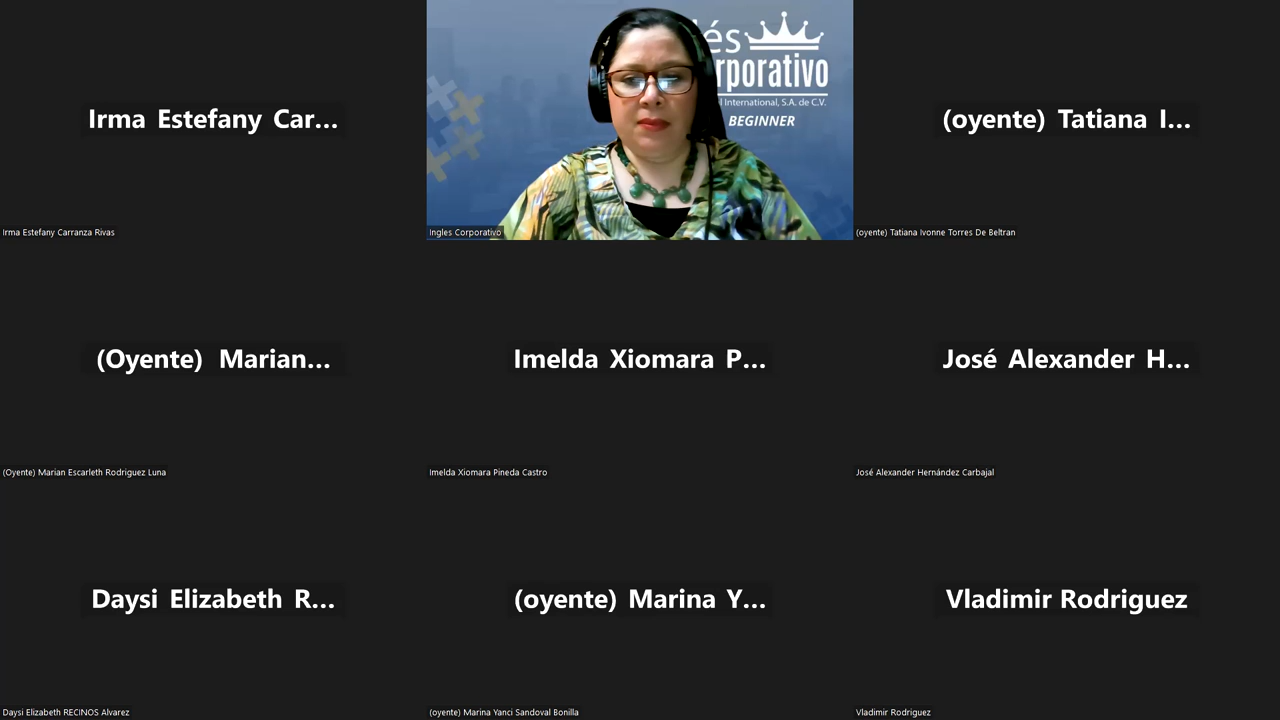 Irma Estefany Car...
Irma Estefany Carranza Rivas
és
rporativo
l International, S.A. de C.V.
BEGINNER
Ingles Corporativo
(oyente) Tatiana I...
(oyente) Tatiana Ivonne Torres De Beltran
(Oyente) Marian...
(Oyente) Marian Escarleth Rodriguez Luna
Imelda Xiomara P...
Imelda Xiomara Pineda Castro
José Alexander H...
José Alexander Hernández Carbajal
Daysi Elizabeth R...
Daysi Elizabeth RECINOS Alvarez
(oyente) Marina Y...
(oyente) Marina Yanci Sandoval Bonilla
Vladimir Rodriguez
Vladimir Rodriguez